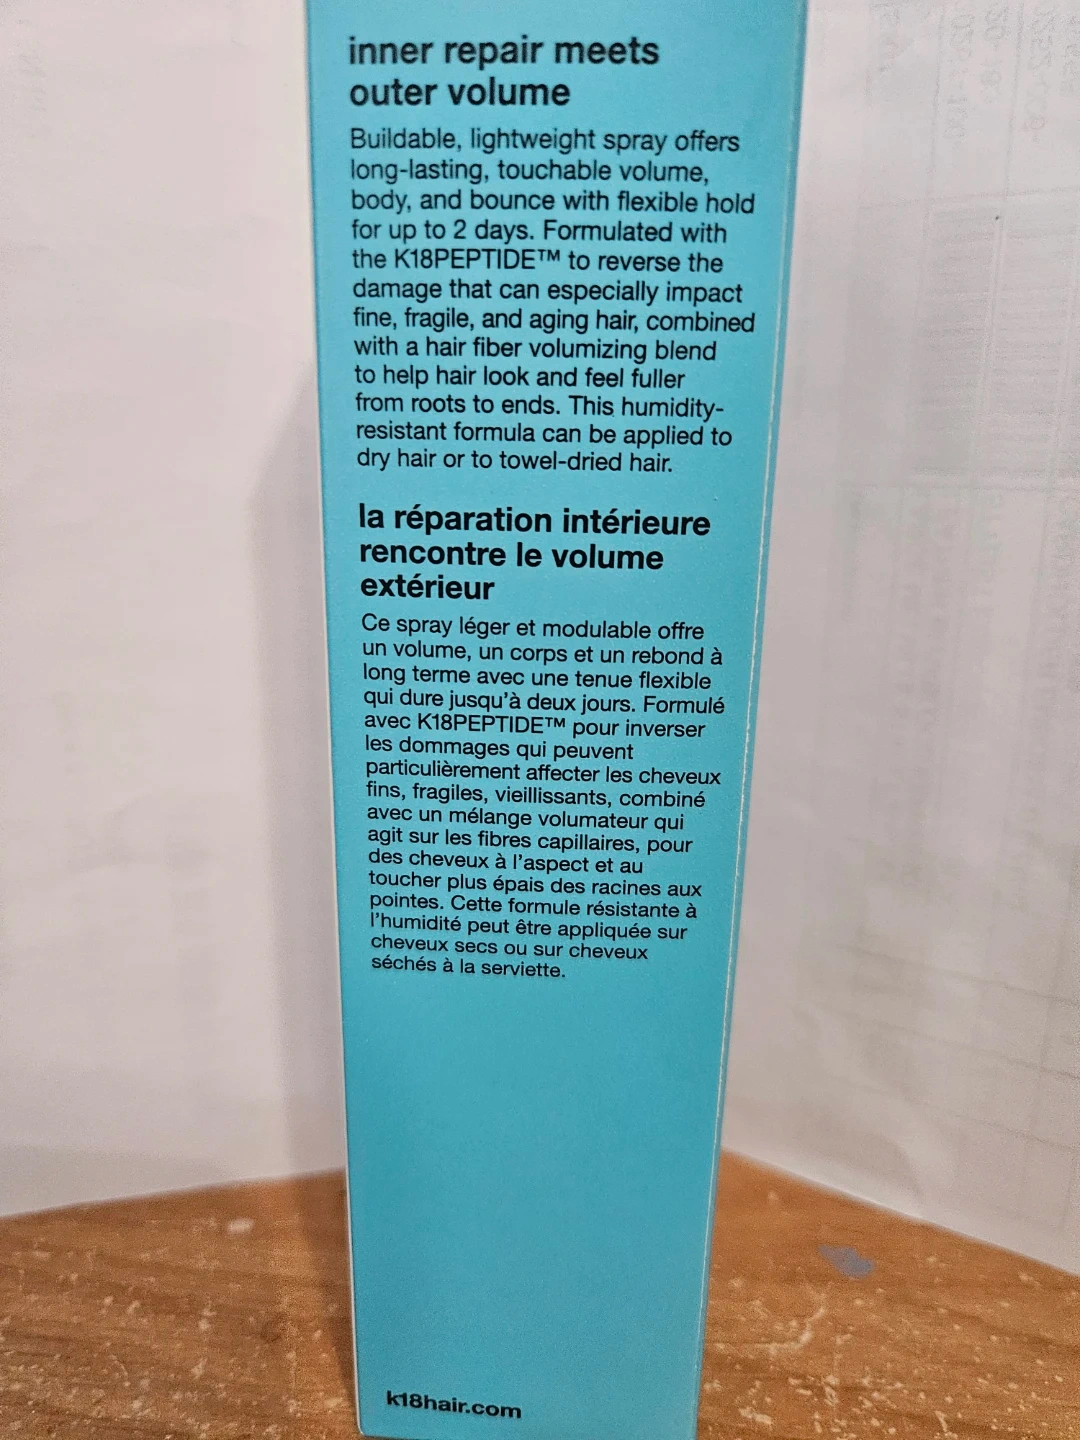 inner repair meets
outer volume
Buildable, lightweight spray offers
long-lasting, touchable volume,
body, and bounce with flexible hold
for up to 2 days. Formulated with
the K18PEPTIDE™ to reverse the
damage that can especially impact
fine, fragile, and aging hair, combined
with a hair fiber volumizing blend
to help hair look and feel fuller
from roots to ends. This humidity-
resistant formula can be applied to
dry hair or to towel-dried hair.
la réparation intérieure
rencontre le volume
extérieur
Ce spray léger et modulable offre
un volume, un corps et un rebond à
long terme avec une tenue flexible
qui dure jusqu'à deux jours. Formulé
avec K18PEPTIDE™ pour inverser
les dommages qui peuvent
particulièrement affecter les cheveux
fins, fragiles, vieillissants, combiné
avec un mélange volumateur qui
agit sur les fibres capillaires, pour
des cheveux à l'aspect et au
toucher plus épais des racines aux
pointes. Cette formule résistante à
l'humidité peut être appliquée sur
cheveux secs ou sur cheveux
séchés à la serviette.
k18hair.com